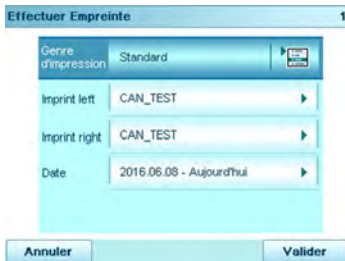 Effectuer Empreinte 1
Genre
d'impression Standard
Imprint left CAN_TEST
Imprint right CAN_TEST
Date 2016.06.08 - Aujourd'hui
Annuler Valider